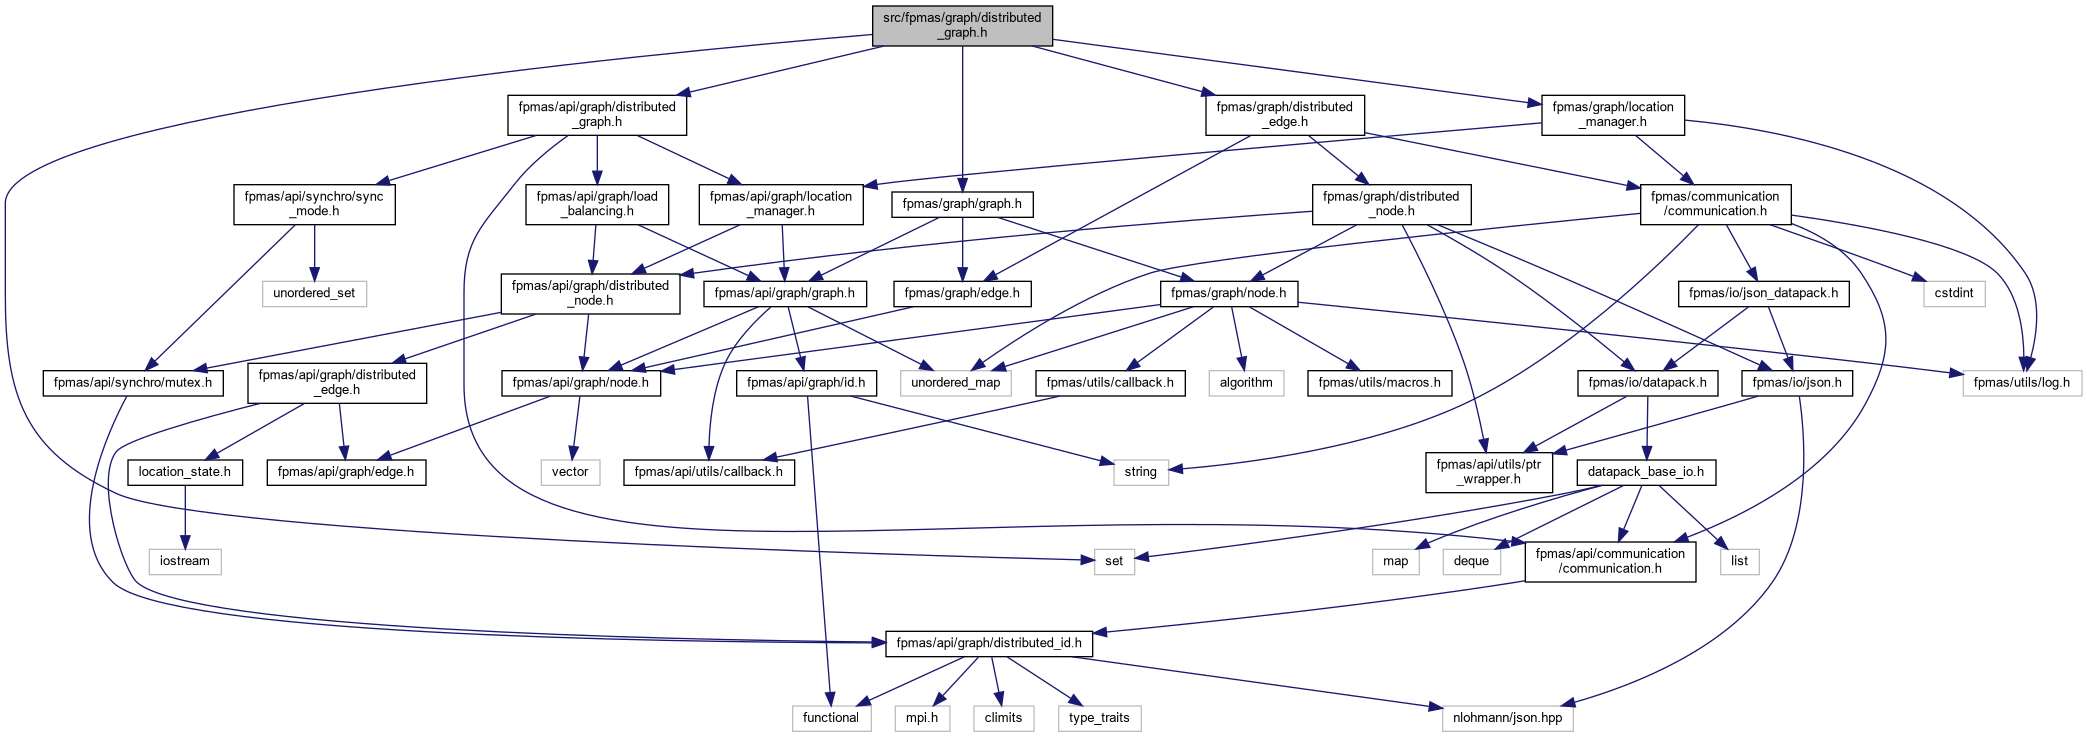 src/fpmas/graph/distributed
_graph.h
fpmas/api/graph/distributed
_graph.h
fpmas/graph/distributed
_edge.h
fpmas/graph/location
_manager.h
fpmas/api/synchro/sync
_mode.h
fpmas/api/graph/load
_balancing.h
fpmas/api/graph/location
_manager.h
fpmas/graph/graph.h
fpmas/graph/distributed
_node.h
fpmas/communication
/communication.h
unordered_set
fpmas/api/graph/distributed
_node.h
fpmas/api/graph/graph.h
fpmas/graph/edge.h
fpmas/graph/node.h
fpmas/io/json_datapack.h
cstdint
fpmas/api/synchro/mutex.h
fpmas/api/graph/distributed
_edge.h
fpmas/api/graph/node.h
fpmas/api/graph/id.h
unordered_map
fpmas/utils/callback.h
algorithm
fpmas/utils/macros.h
fpmas/io/datapack.h
fpmas/io/json.h
fpmas/utils/log.h
location_state.h
fpmas/api/graph/edge.h
vector
fpmas/api/utils/callback.h
string
fpmas/api/utils/ptr
_wrapper.h
datapack_base_io.h
iostream
set
map
deque
fpmas/api/communication
/communication.h
list
fpmas/api/graph/distributed_id.h
functional
mpi.h
climits
type_traits
nlohmann/json.hpp